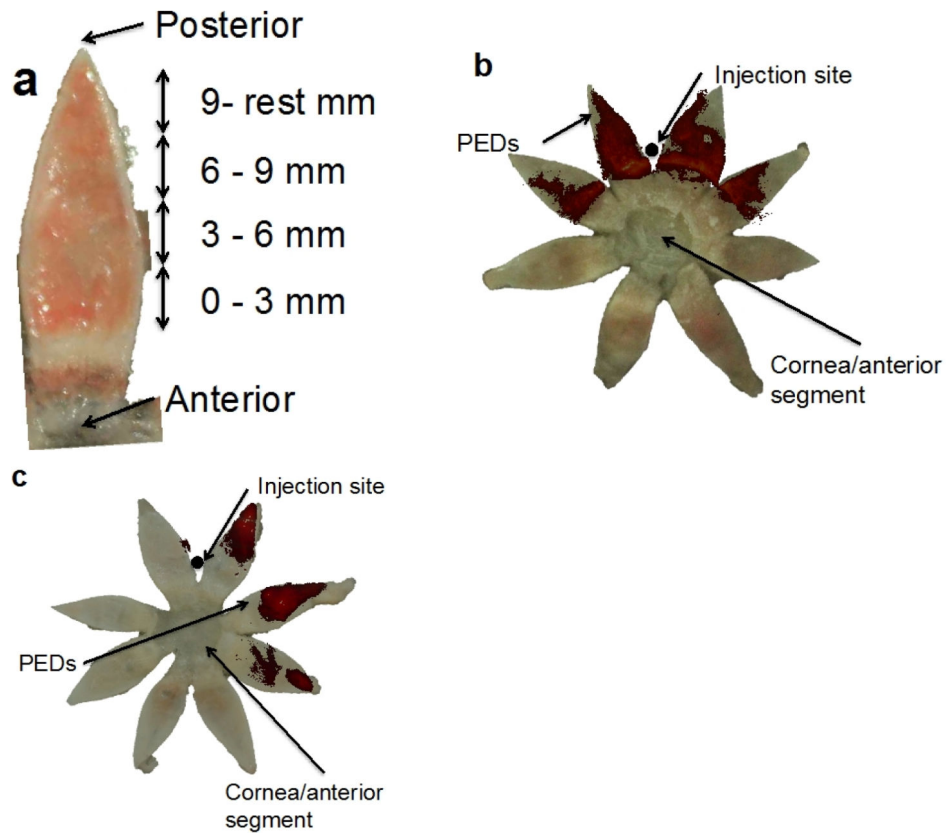 a
Posterior
9- rest mm
6 - 9 mm
3 - 6 mm
0 - 3 mm
Anterior
b
Injection site
PEDs
Cornea/anterior
segment
c
Injection site
PEDs
Cornea/anterior
segment